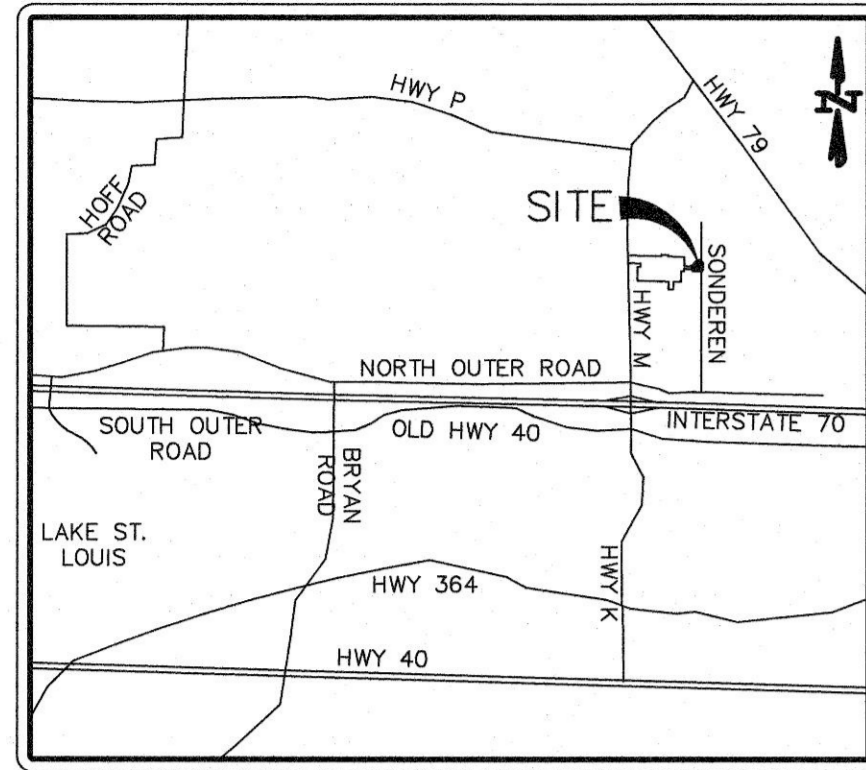 HWY P
HWY 79
N
HOFF
ROAD
SITE
SONDEREN
HWY M
NORTH OUTER ROAD
SOUTH OUTER
ROAD
OLD HWY 40
INTERSTATE 70
BRYAN
ROAD
LAKE ST.
LOUIS
HWY 364
HWY K
HWY 40